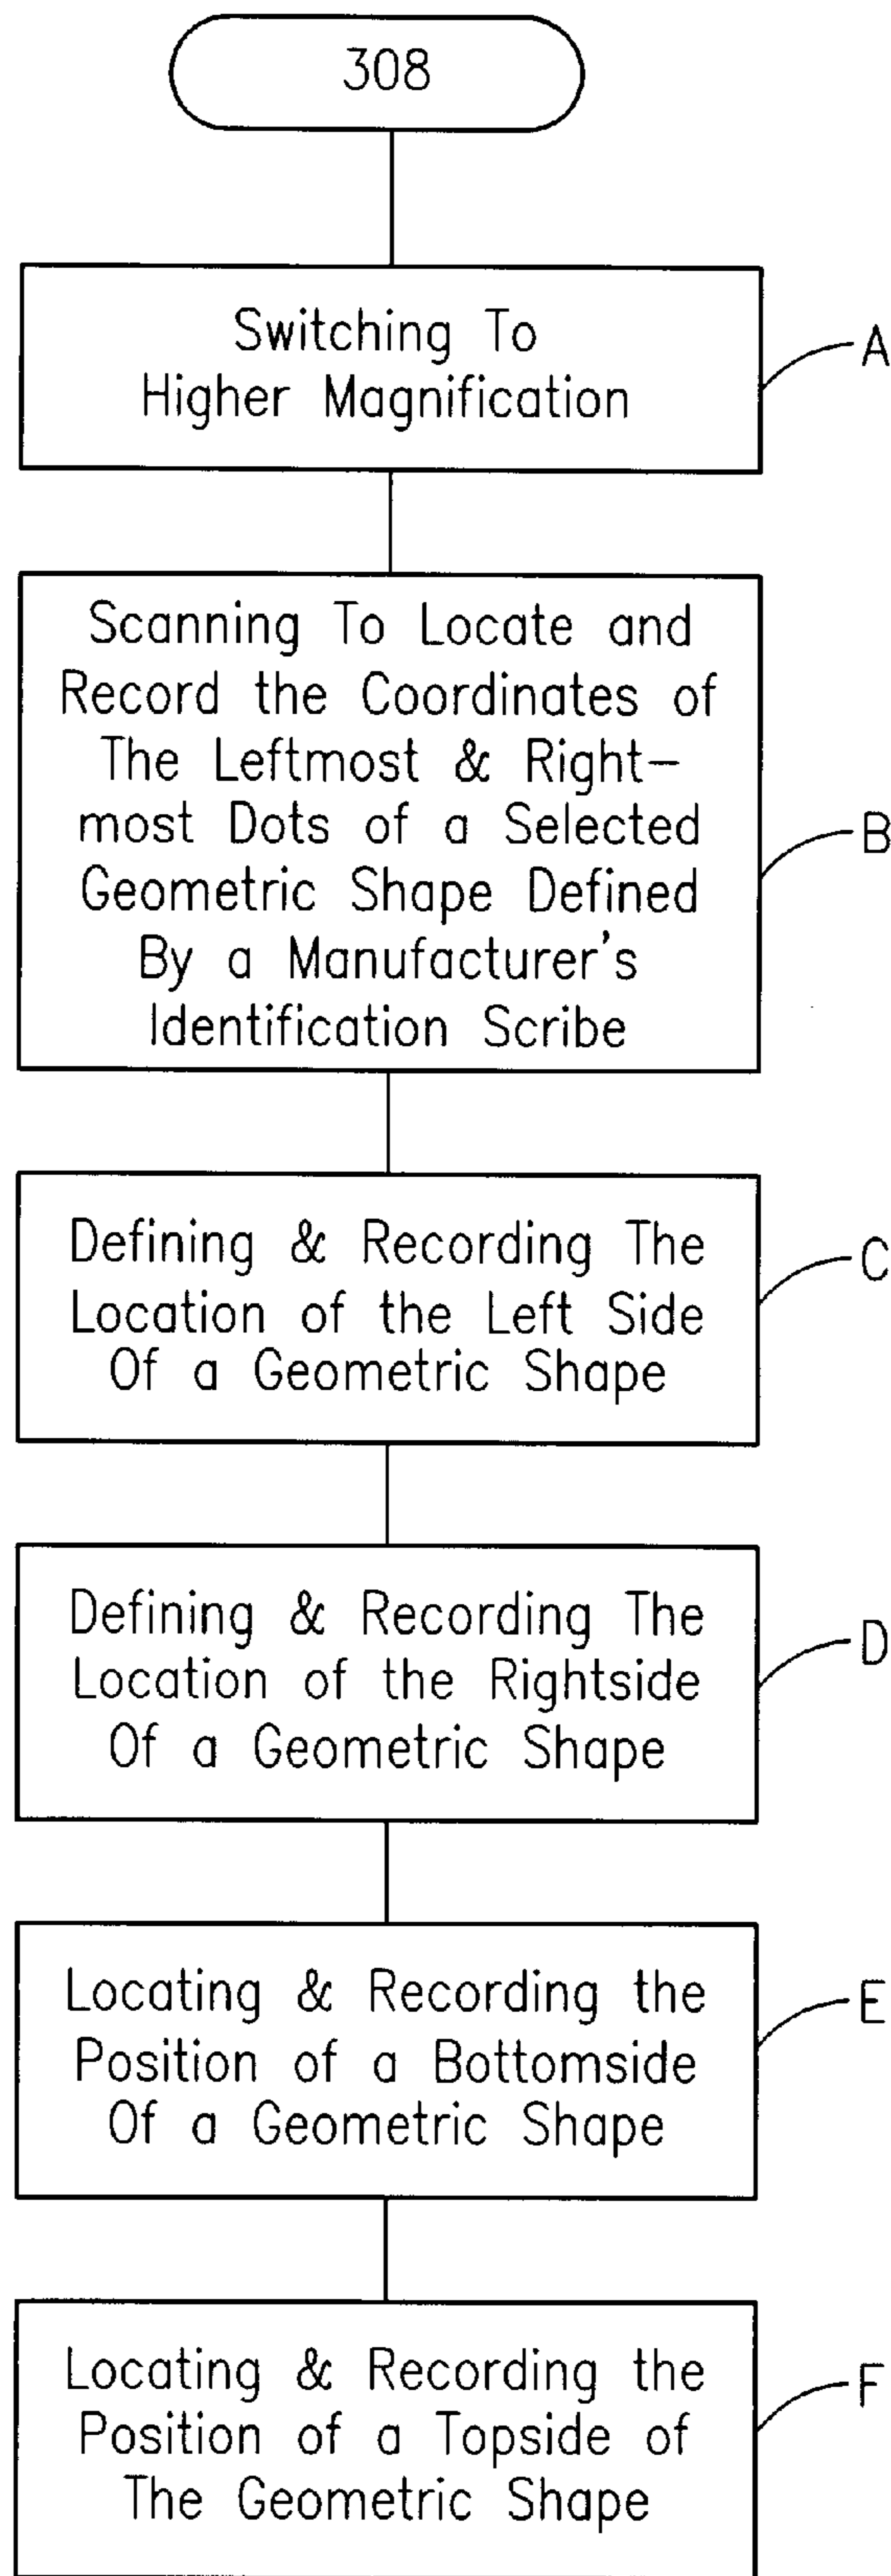 308
Switching To
Higher Magnification
A
Scanning To Locate and
Record the Coordinates of
The Leftmost & Right-
most Dots of a Selected
Geometric Shape Defined
By a Manufacturer's
Identification Scribe
B
Defining & Recording The
Location of the Left Side
Of a Geometric Shape
C
Defining & Recording The
Location of the Rightside
Of a Geometric Shape
D
Locating & Recording the
Position of a Bottomside
Of a Geometric Shape
E
Locating & Recording the
Position of a Topside of
The Geometric Shape
F